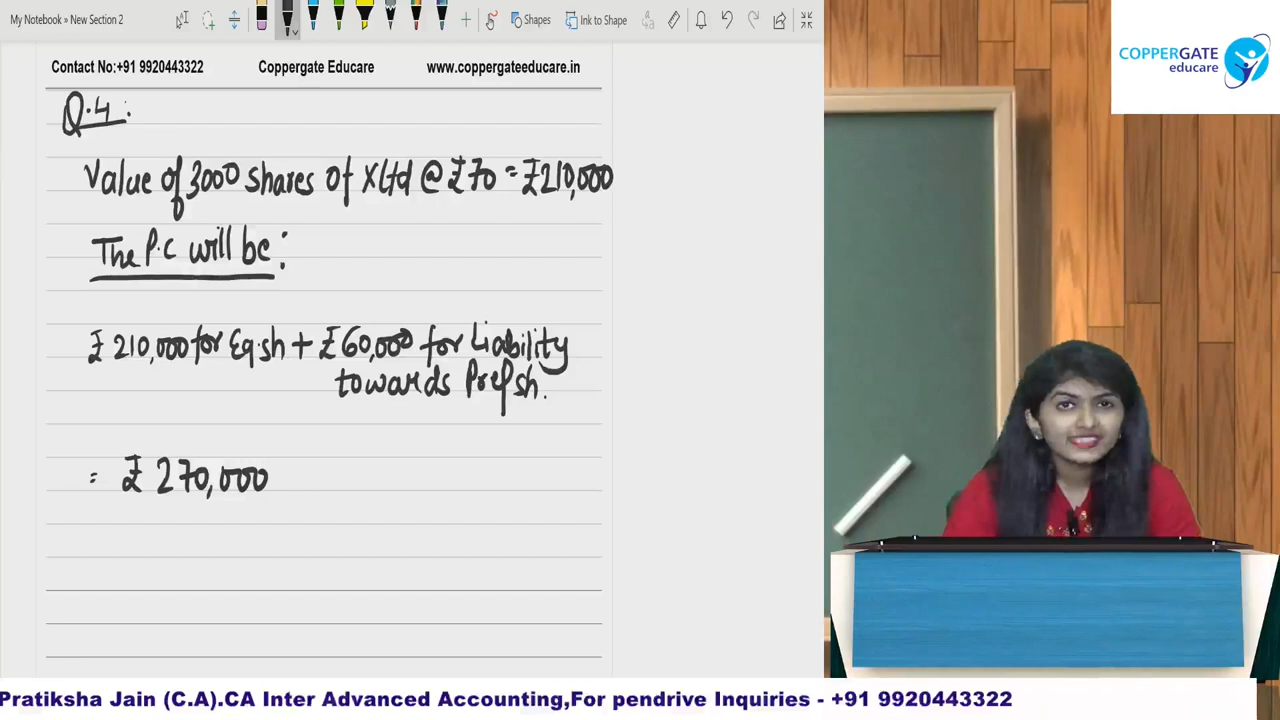 My Notebook » New Section 2
Shapes
Ink to Shape
My
Contact No:+91 9920443322 Coppergate Educare www.coppergateeducare.in
COPPERGATE
educare
Q.4:
Value of 3000 shares of X Ltd @ ₹70 = ₹210,000
The P.C will be:
₹210,000 for Eq.sh + ₹60,000 for Liability
towards Pref sh.
= ₹ 270,000
Pratiksha Jain (C.A).CA Inter Advanced Accounting,For pendrive Inquiries - +91 9920443322